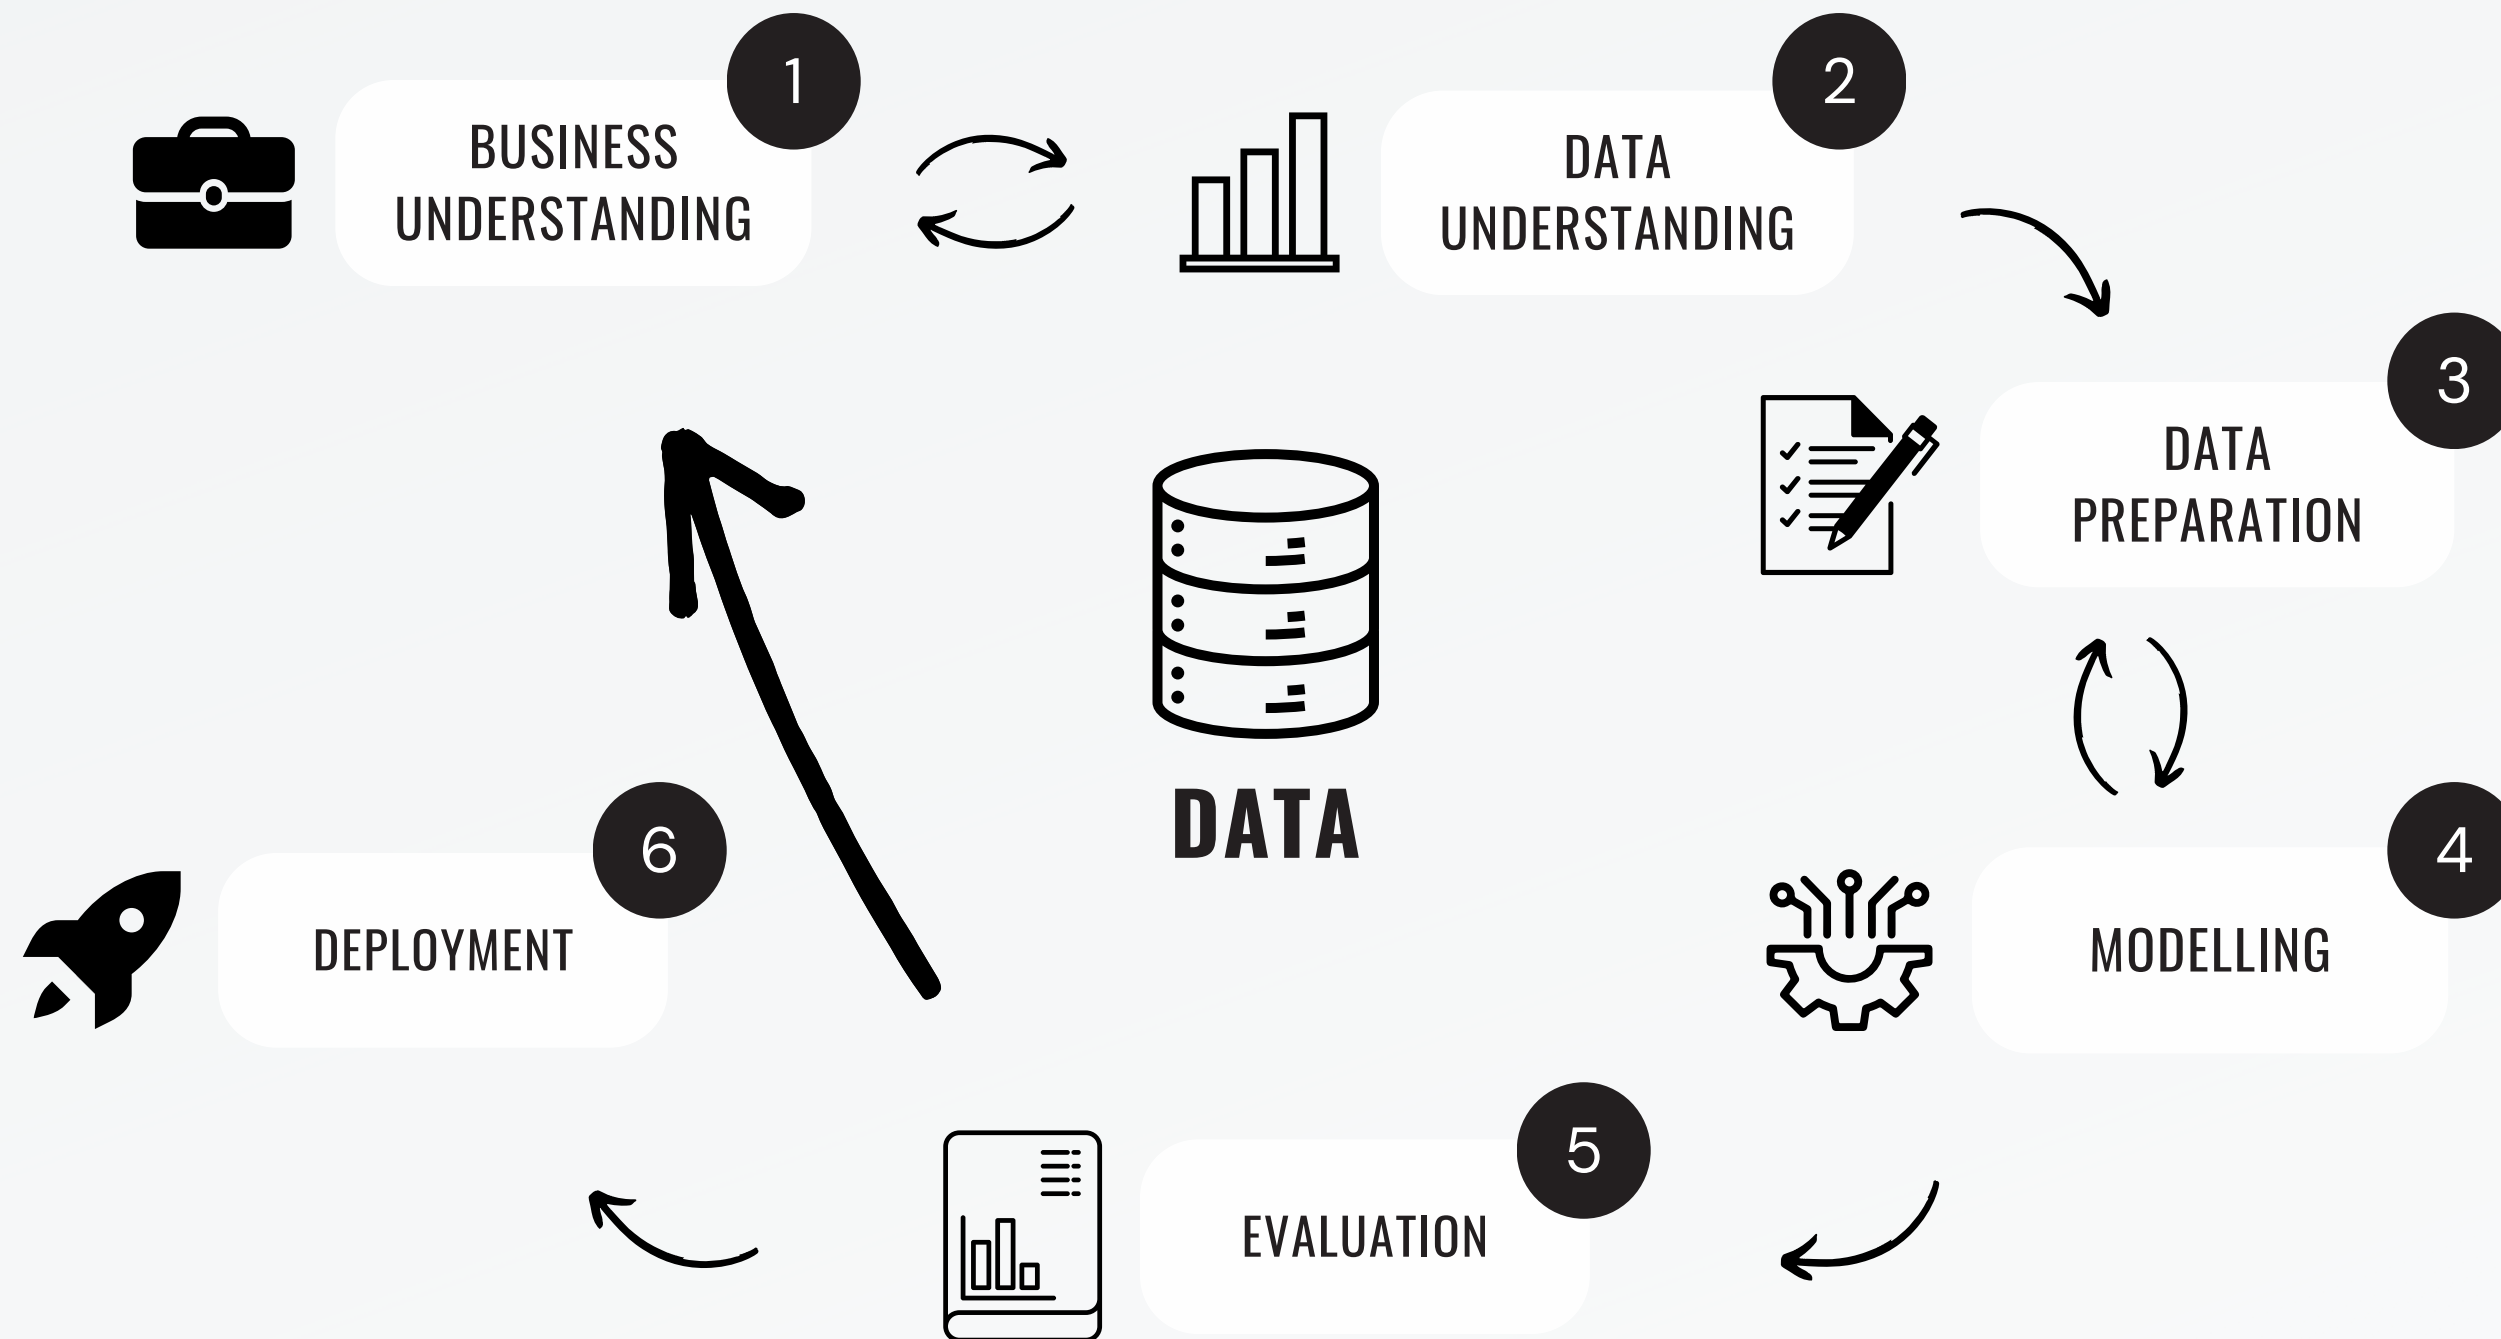 1
BUSINESS
UNDERSTANDING
2
DATA
UNDERSTANDING
3
DATA
PREPARATION
DATA
4
MODELLING
5
EVALUATION
6
DEPLOYMENT